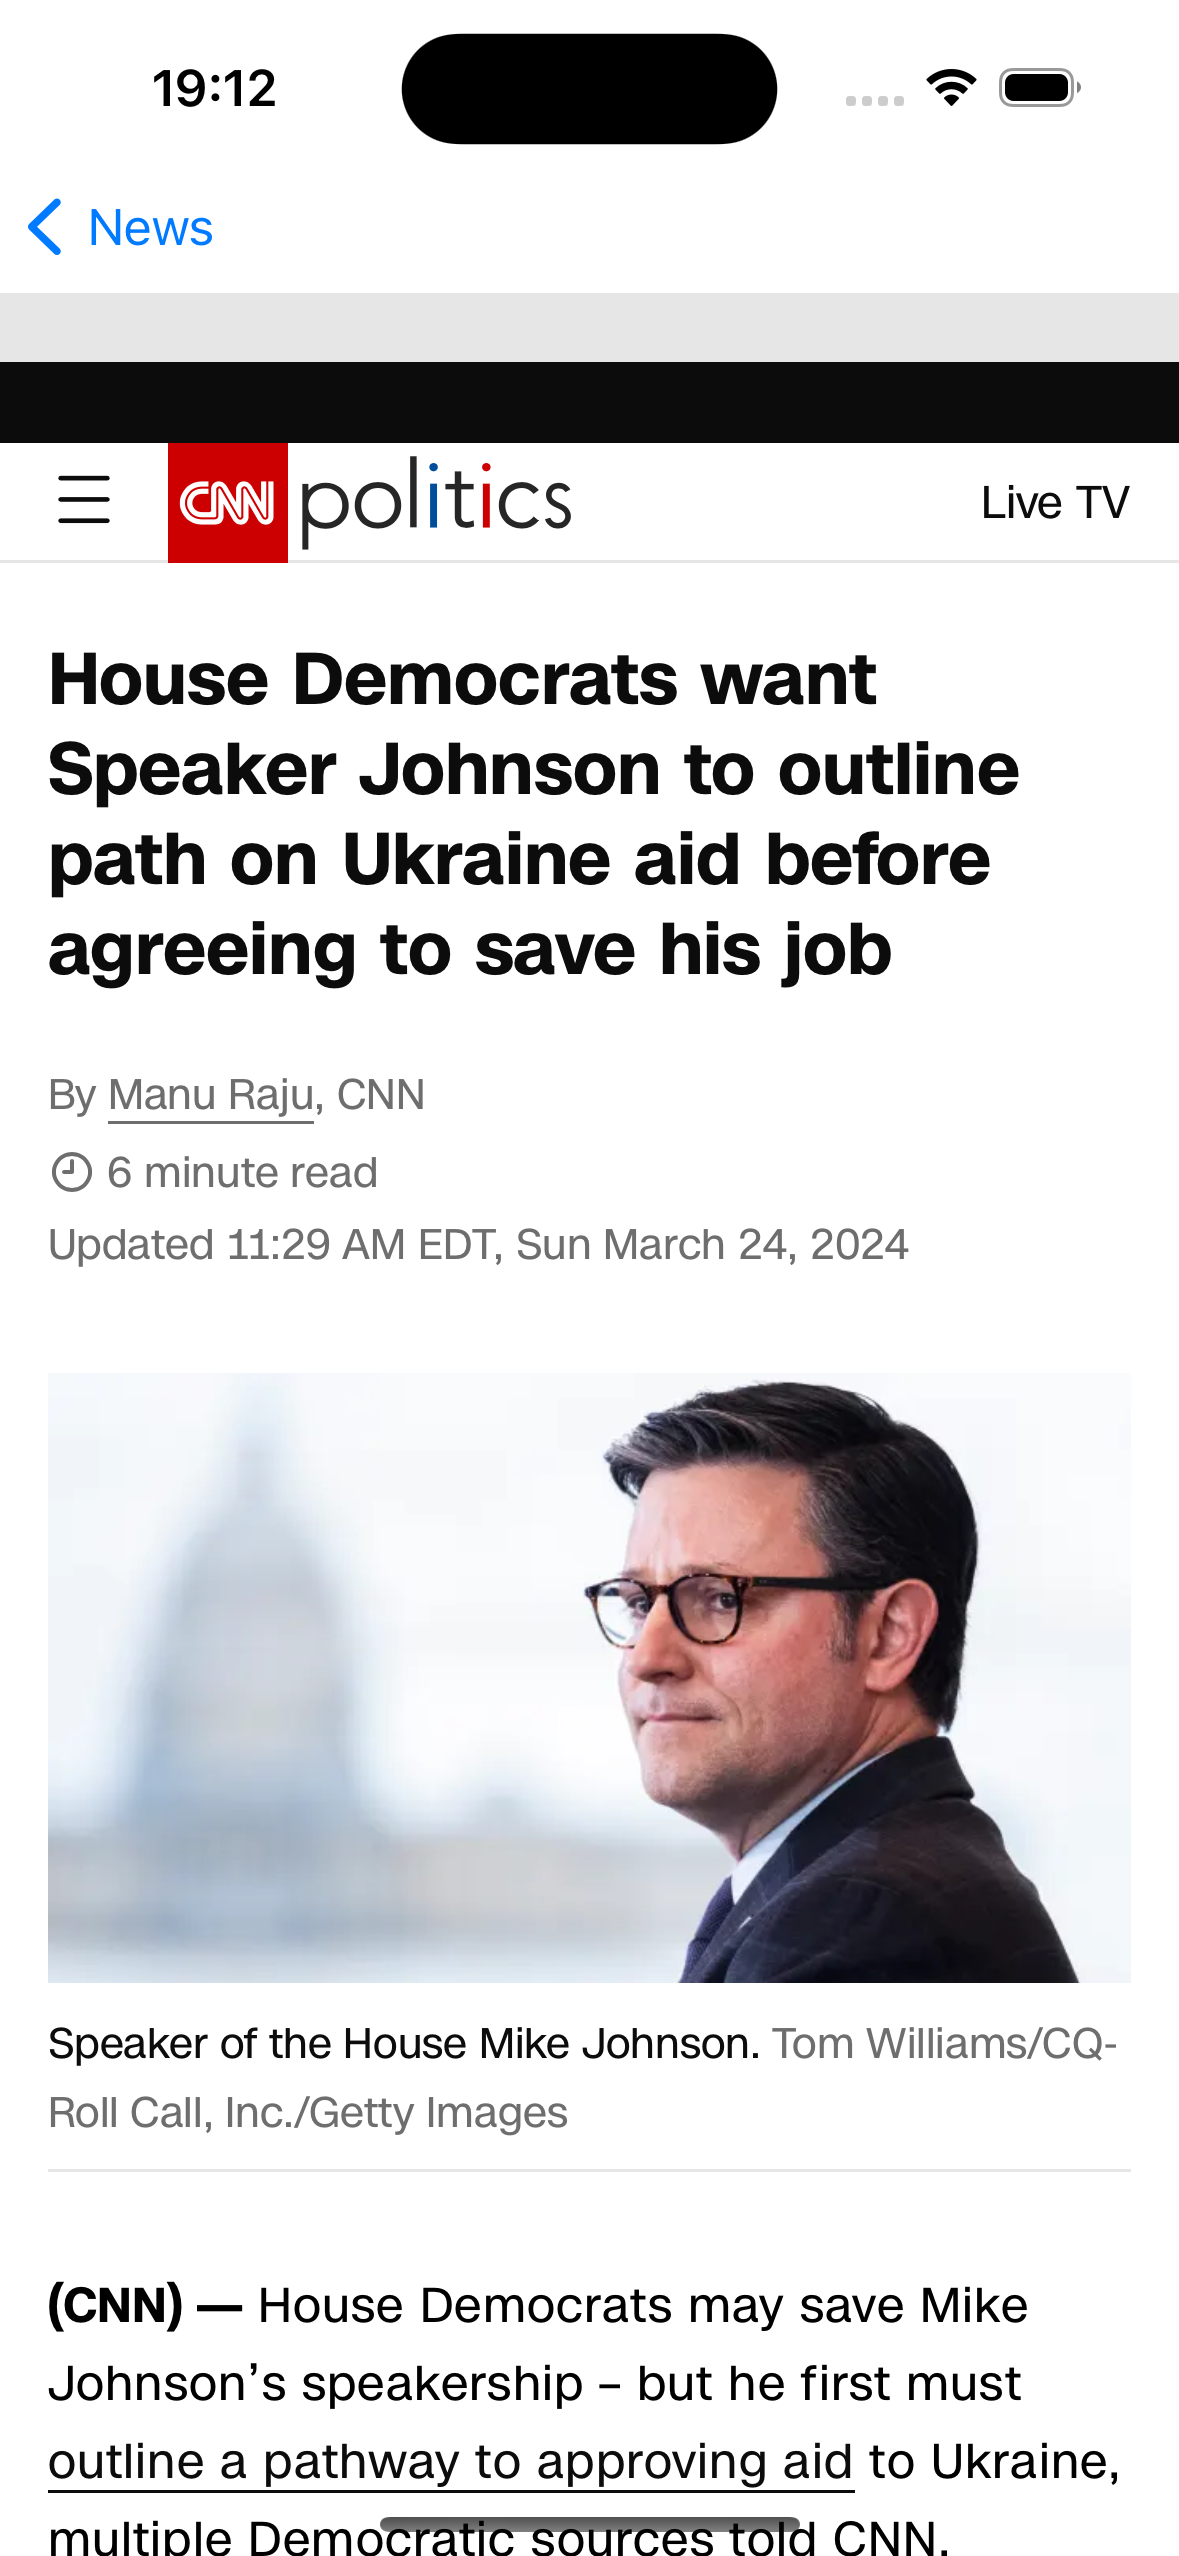 19:12
News
CNN politics
Live TV
House Democrats want
Speaker Johnson to outline
path on Ukraine aid before
agreeing to save his job
By Manu Raju, CNN
6 minute read
Updated 11:29 AM EDT, Sun March 24, 2024
Speaker of the House Mike Johnson. Tom Williams/CQ-
Roll Call, Inc./Getty Images
(CNN) — House Democrats may save Mike
Johnson’s speakership – but he first must
outline a pathway to approving aid to Ukraine,
multiple Democratic sources told CNN.